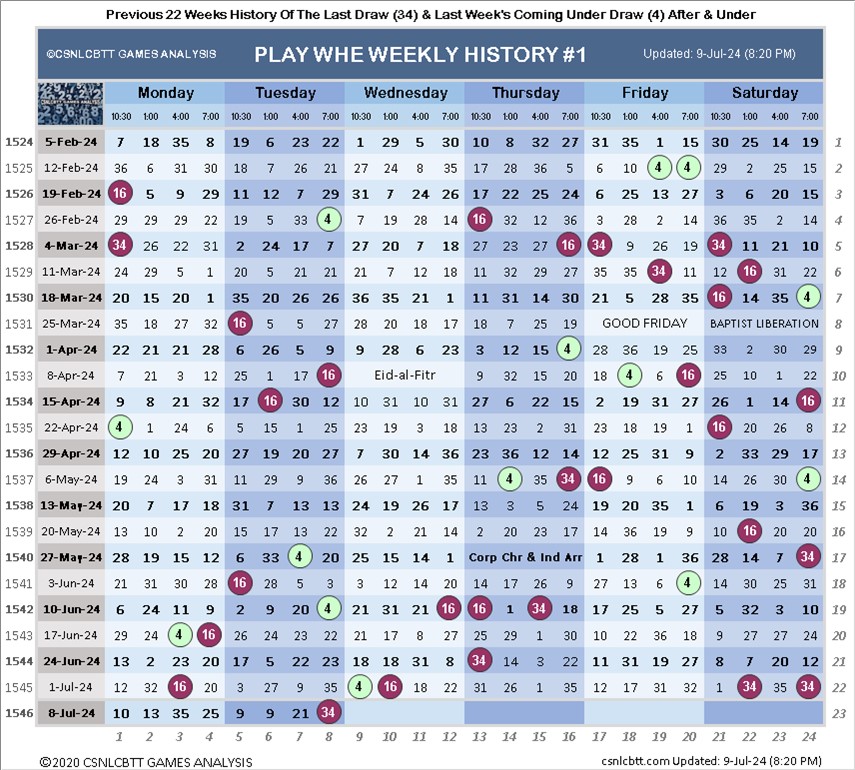 Previous 22 Weeks History Of The Last Draw (34) & Last Week's Coming Under Draw (4) After & Under
©CSNLCBTT GAMES ANALYSIS PLAY WHE WEEKLY HISTORY #1 Updated: 9-Jul-24 (8:20 PM)
Monday Tuesday Wednesday Thursday Friday Saturday
CSNLCBTT GAMES ANALYSIS 10:30 1:00 4:00 7:00 10:30 1:00 4:00 7:00 10:30 1:00 4:00 7:00 10:30 1:00 4:00 7:00 10:30 1:00 4:00 7:00 10:30 1:00 4:00 7:00
1524 5-Feb-24 7 18 35 8 19 6 23 22 1 29 5 30 10 8 32 27 31 35 1 15 30 25 14 19 1
1525 12-Feb-24 36 6 31 30 18 7 26 21 27 24 9 35 17 28 36 5 6 10 4 4 29 2 25 15 2
1526 19-Feb-24 16 5 9 29 11 12 7 29 31 7 24 26 17 22 25 24 6 25 13 27 3 6 20 15 3
1527 26-Feb-24 29 29 29 22 19 5 33 4 7 19 28 14 16 32 12 36 3 28 2 14 36 35 2 14 4
1528 4-Mar-24 34 26 22 31 2 24 17 7 27 20 7 18 27 23 27 16 34 9 26 19 34 11 21 10 5
1529 11-Mar-24 24 29 5 1 20 5 21 21 21 7 12 18 11 32 29 27 35 35 34 11 12 16 31 22 6
1530 18-Mar-24 20 15 20 1 35 20 26 26 36 35 21 1 11 31 14 30 21 5 28 35 16 14 35 4 7
1531 25-Mar-24 35 18 27 32 16 5 5 27 28 20 18 17 18 7 25 19 GOOD FRIDAY BAPTIST LIBERATION 8
1532 1-Apr-24 22 21 21 28 6 26 5 9 9 28 6 23 3 12 15 4 28 36 19 25 33 2 30 29 9
1533 8-Apr-24 7 21 3 12 25 1 17 16 Eid-al-Fitr 9 32 15 20 18 4 6 16 25 10 1 22 10
1534 15-Apr-24 9 8 21 32 17 16 30 12 10 31 10 31 27 6 22 15 2 19 31 27 26 1 14 16 11
1535 22-Apr-24 4 1 24 6 5 15 1 25 23 19 3 18 13 23 2 31 23 18 19 1 16 20 26 8 12
1536 29-Apr-24 12 10 25 20 27 19 20 27 7 30 14 36 23 36 12 14 12 25 31 9 2 33 29 17 13
1537 6-May-24 18 24 3 31 11 29 9 36 26 27 1 35 11 4 35 34 16 9 6 10 14 26 30 4 14
1538 13-May-24 20 7 17 18 31 7 13 13 24 19 26 17 13 3 5 24 19 20 35 1 6 19 3 36 15
1539 20-May-24 13 10 2 20 15 17 13 22 32 2 21 14 2 20 23 17 14 36 19 9 22 16 20 20 16
1540 27-May-24 28 19 15 12 6 33 4 20 25 15 14 1 Corp Chr & Ind Arr 1 28 1 36 28 14 7 34 17
1541 3-Jun-24 21 31 30 28 16 28 5 3 3 12 14 20 14 17 26 9 27 13 6 4 14 30 25 31 18
1542 10-Jun-24 6 24 11 9 2 9 20 4 21 31 31 16 16 1 34 18 17 25 5 27 5 32 3 10 19
1543 17-Jun-24 29 24 4 16 26 24 23 22 21 17 8 27 25 29 1 30 10 22 36 18 9 27 27 24 20
1544 24-Jun-24 13 2 23 20 17 5 22 23 18 18 31 8 34 14 3 22 11 31 19 27 8 7 20 12 21
1545 1-Jul-24 12 32 16 20 3 27 9 35 9 16 18 22 31 26 1 35 12 17 31 32 1 34 35 34 22
1546 8-Jul-24 10 13 35 25 9 9 21 34 23
1 2 3 4 5 6 7 8 9 10 11 12 13 14 15 16 17 18 19 20 21 22 23 24
©2020 CSNLCBTT GAMES ANALYSIS csnlcbtt.com Updated: 9-Jul-24 (8:20 PM)